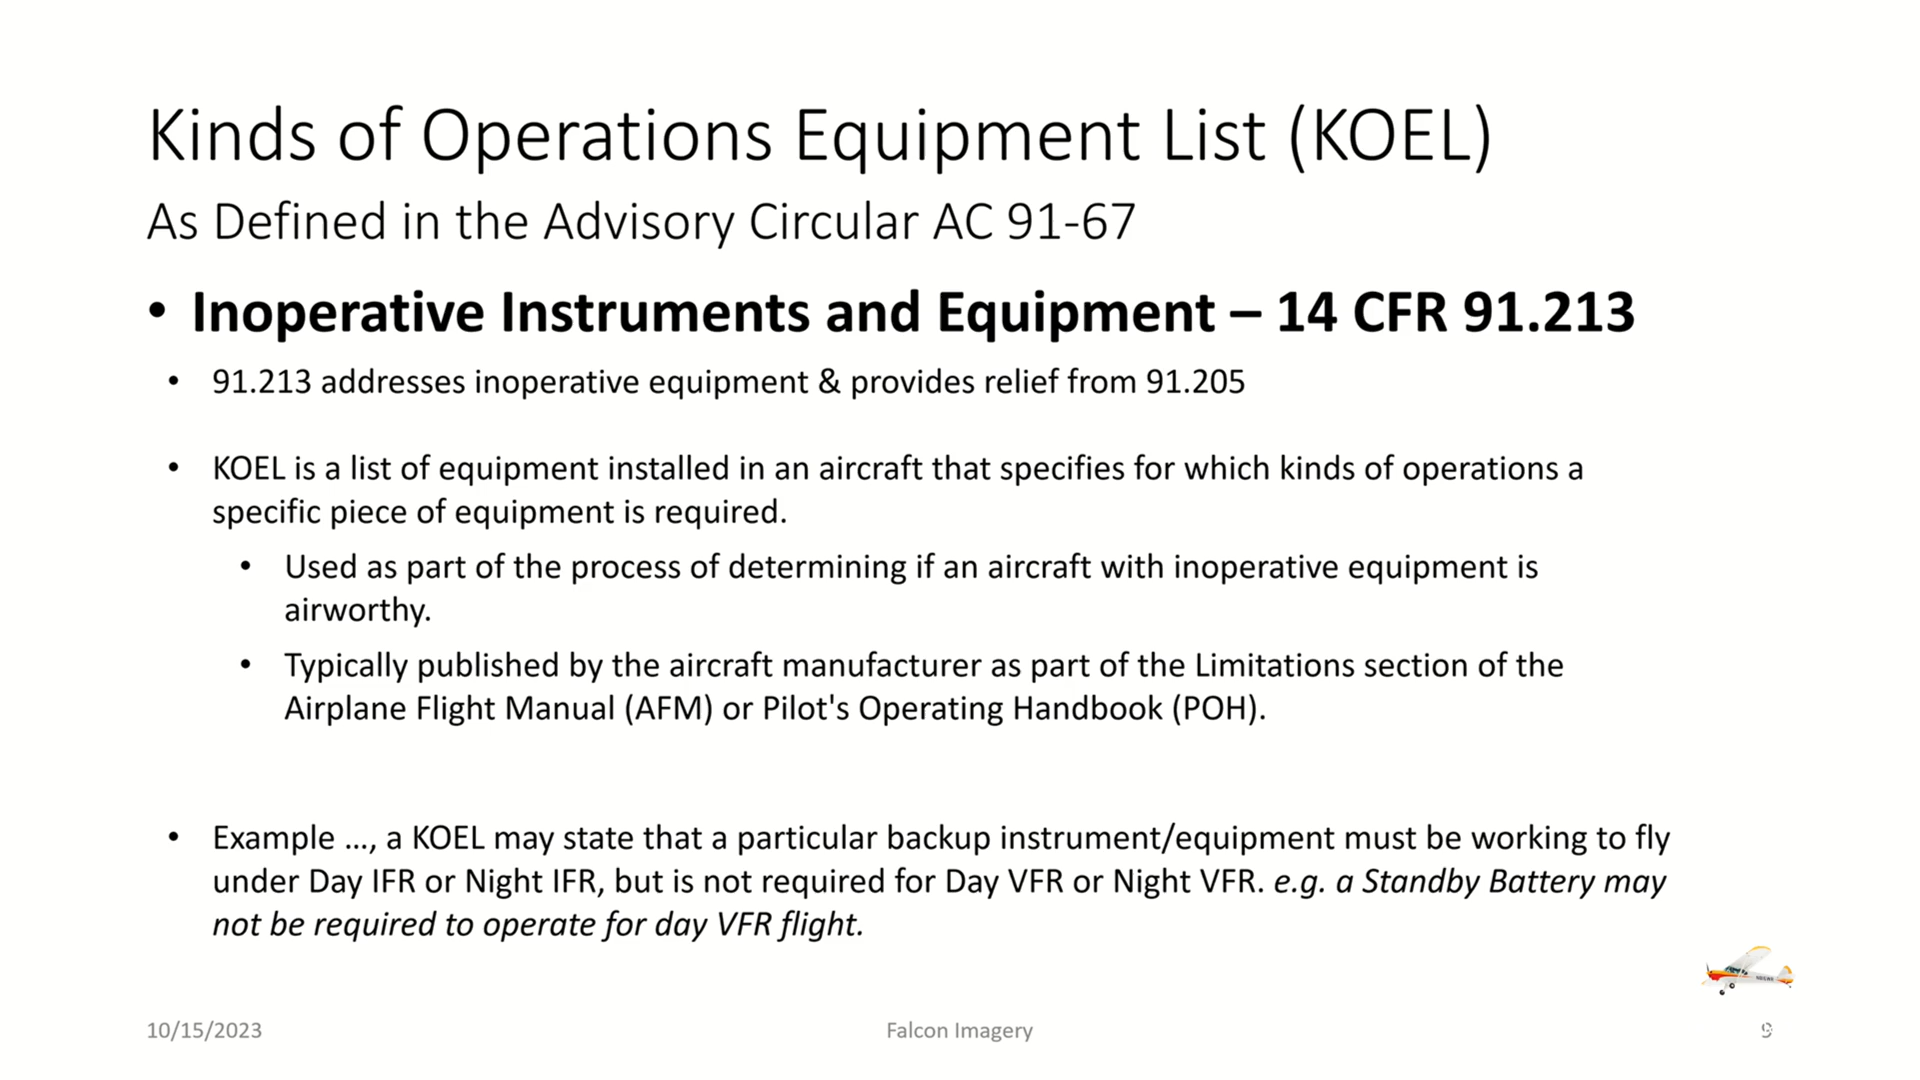 Kinds of Operations Equipment List (KOEL)
As Defined in the Advisory Circular AC 91-67
• Inoperative Instruments and Equipment – 14 CFR 91.213
• 91.213 addresses inoperative equipment & provides relief from 91.205
• KOEL is a list of equipment installed in an aircraft that specifies for which kinds of operations a
specific piece of equipment is required.
• Used as part of the process of determining if an aircraft with inoperative equipment is
airworthy.
• Typically published by the aircraft manufacturer as part of the Limitations section of the
Airplane Flight Manual (AFM) or Pilot's Operating Handbook (POH).
• Example …, a KOEL may state that a particular backup instrument/equipment must be working to fly
under Day IFR or Night IFR, but is not required for Day VFR or Night VFR. e.g. a Standby Battery may
not be required to operate for day VFR flight.
10/15/2023
Falcon Imagery
9